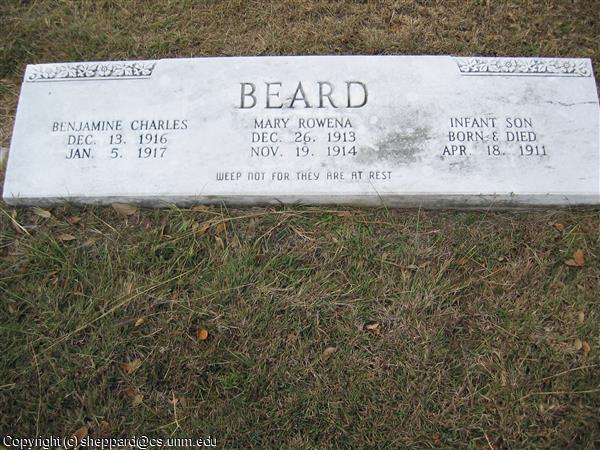 BEARD
BENJAMINE CHARLES
DEC. 13. 1916
JAN. 5. 1917
MARY ROWENA
DEC. 26. 1913
NOV. 19. 1914
INFANT SON
BORN & DIED
APR. 18. 1911
WEEP NOT FOR THEY ARE AT REST
Copyright © sheppard@cs.unm.edu